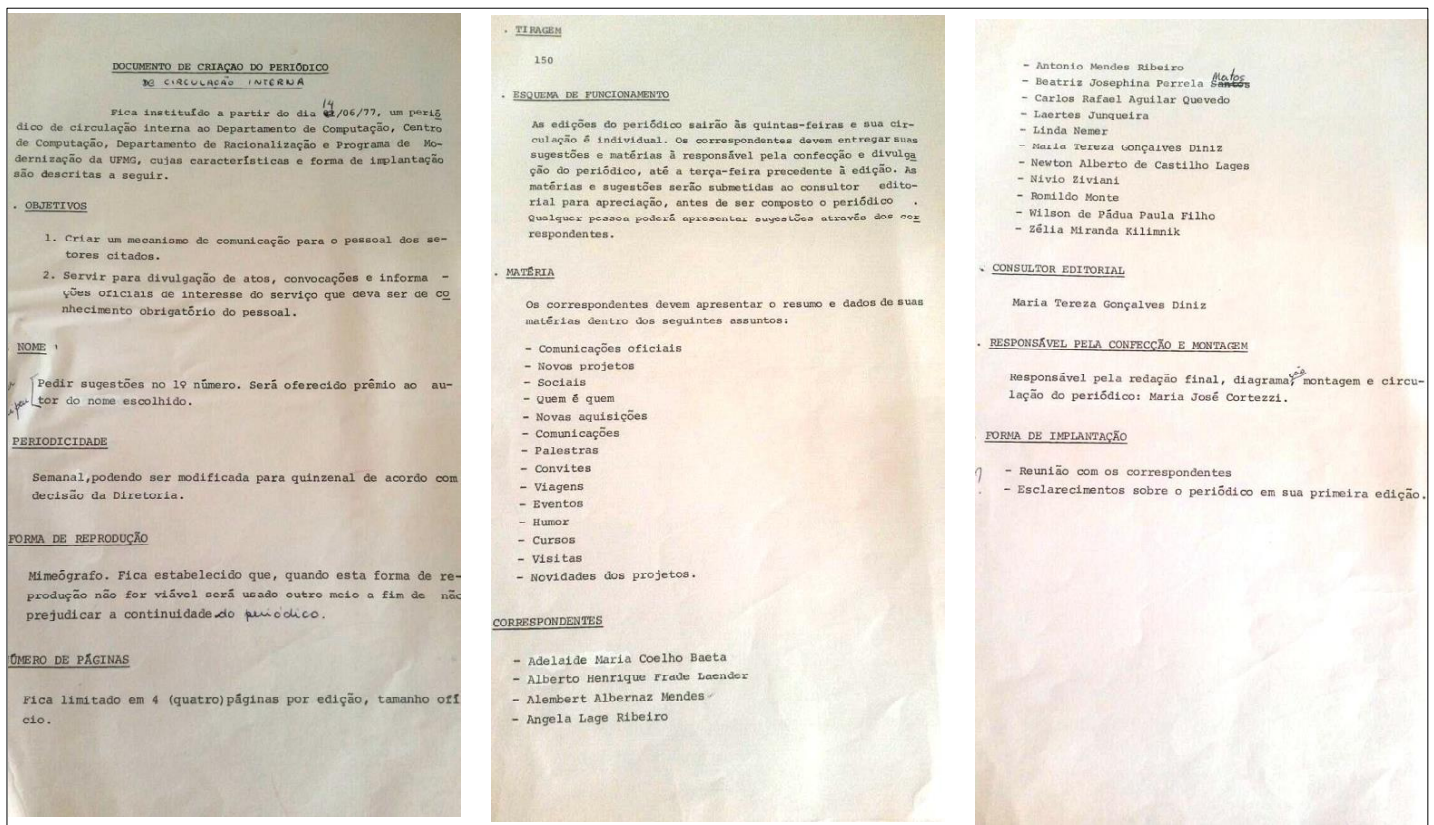 DOCUMENTO DE CRIAÇAO DO PERIÓDICO
DE CIRCULAÇÃO INTERNA
Fica instituído a partir do dia 14/06/77, um perió
dico de circulação interna ao Departamento de Computação, Centro
de Computação, Departamento de Racionalização e Programa de Mo-
dernização da UFMG, cujas características e forma de implantação
são descritas a seguir.
. OBJETIVOS
1. Criar um mecanismo de comunicação para o pessoal dos se-
tores citados.
2. Servir para divulgação de atos, convocações e informa -
ções oficiais de interesse do serviço que deva ser de co
nhecimento obrigatório do pessoal.
NOME
Pedir sugestões no 1º número. Será oferecido prêmio ao au-
tor do nome escolhido.
PERIODICIDADE
Semanal,podendo ser modificada para quinzenal de acordo com
decisão da Diretoria.
FORMA DE REPRODUÇÃO
Mimeógrafo. Fica estabelecido que, quando esta forma de re-
produção não for viável será usado outro meio a fim de não
prejudicar a continuidade do periódico.
ÚMERO DE PÁGINAS
Fica limitado em 4 (quatro)páginas por edição, tamanho ofí
cio.
. TIRAGEM
150
. ESQUEMA DE FUNCIONAMENTO
As edições do periódico sairão às quintas-feiras e sua cir-
culação é individual. Os correspondentes devem entregar suas
sugestões e matérias à responsável pela confecção e divulga
ção do periódico, até a terça-feira precedente à edição. As
matérias e sugestões serão submetidas ao consultor edito-
rial para apreciação, antes de ser composto o periódico .
Qualquer pessoa poderá apresentar sugestões através dos cor
respondentes.
. MATÉRIA
Os correspondentes devem apresentar o resumo e dados de suas
matérias dentro dos seguintes assuntos:
- Comunicações oficiais
- Novos projetos
- Sociais
- Quem é quem
- Novas aquisições
- Comunicações
- Palestras
- Convites
- Viagens
- Eventos
- Humor
- Cursos
- Visitas
- Novidades dos projetos.
CORRESPONDENTES
- Adelaide Maria Coelho Baeta
- Alberto Henrique Frade Laender
- Alembert Albernaz Mendes
- Angela Lage Ribeiro
- Antonio Mendes Ribeiro
- Beatriz Josephina Perrela Santos Matos
- Carlos Rafael Aguilar Quevedo
- Laertes Junqueira
- Linda Nemer
- Maria Tereza Gonçalves Diniz
- Newton Alberto de Castilho Lages
- Nivio Ziviani
- Romildo Monte
- Wilson de Pádua Paula Filho
- Zélia Miranda Kilimnik
. CONSULTOR EDITORIAL
Maria Tereza Gonçalves Diniz
. RESPONSÁVEL PELA CONFECÇÃO E MONTAGEM
Responsável pela redação final, diagramação, montagem e circu-
lação do periódico: Maria José Cortezzi.
FORMA DE IMPLANTAÇÃO
- Reunião com os correspondentes
- Esclarecimentos sobre o periódico em sua primeira edição.